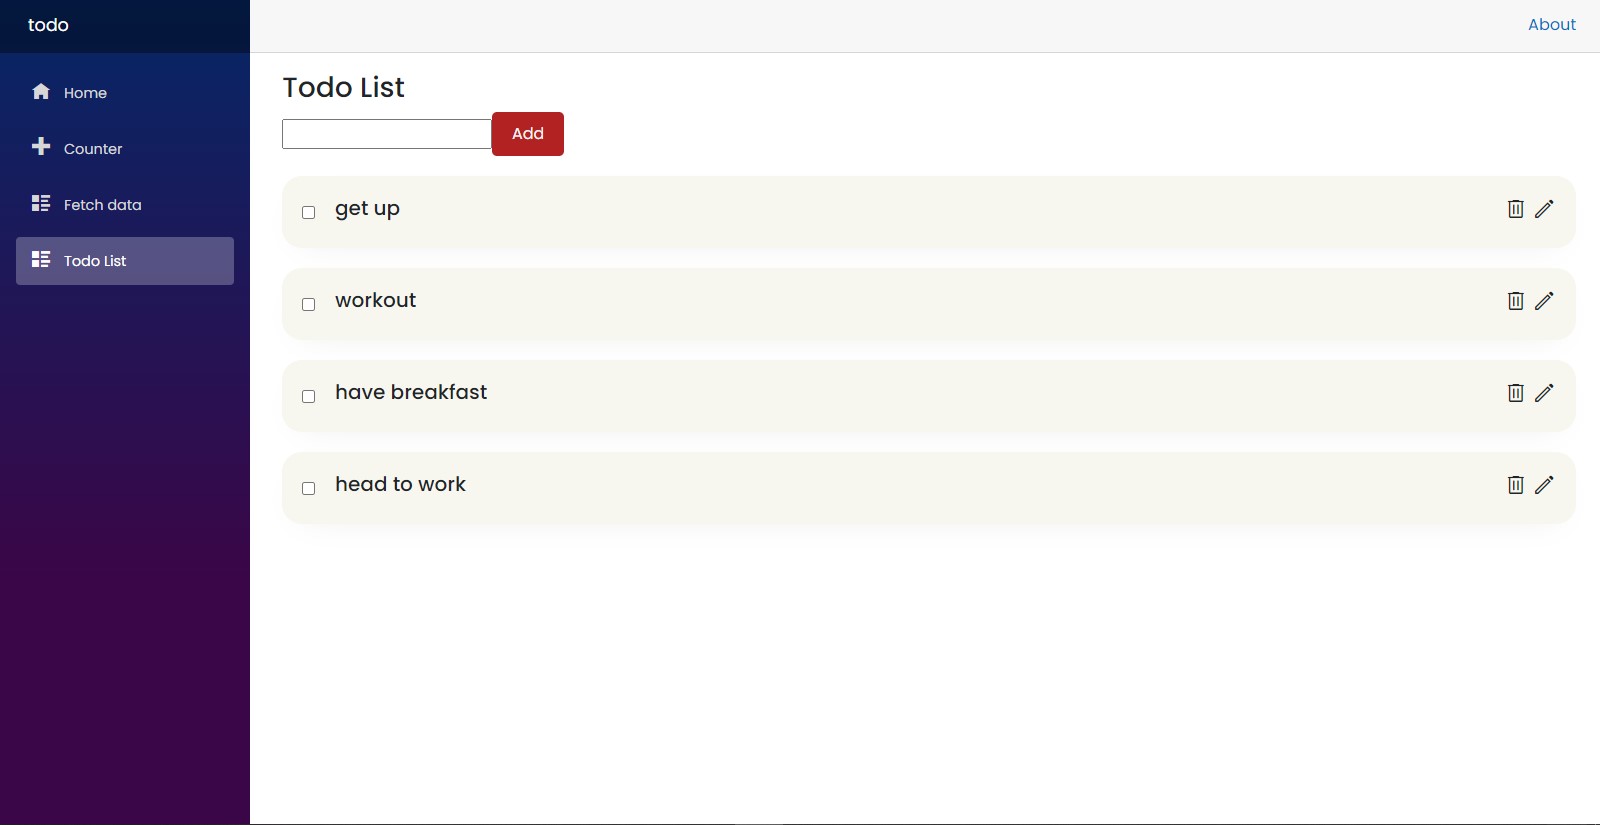 todo
About
Home
Counter
Fetch data
Todo List
Todo List
Add
get up
workout
have breakfast
head to work